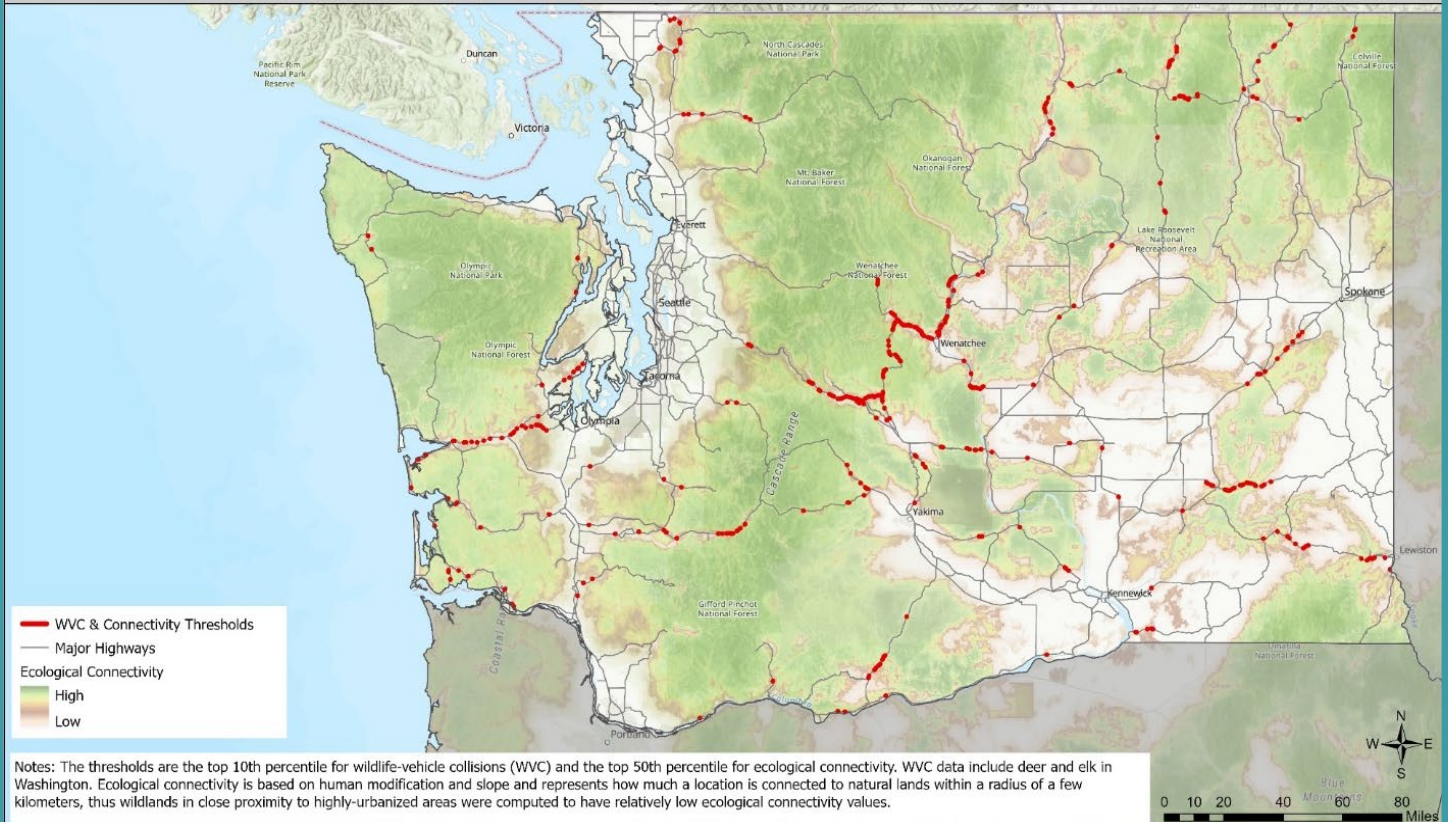 Duncan
Pacific Rim
National Park
Reserve
Victoria
North Cascades
National Park
Colville
National Forest
Okanogan
National Forest
Mt. Baker
National Forest
Everett
Lake Roosevelt
National
Recreation Area
Olympic
National Park
Wenatchee
National Forest
Seattle
Spokane
Olympic
National Forest
Wenatchee
Tacoma
Olympia
Cascade Range
Yakima
Lewiston
Kennewick
Gifford Pinchot
National Forest
Umatilla
National Forest
Columbia
Portland
Blue
Mountains
WVC & Connectivity Thresholds
Major Highways
Ecological Connectivity
High
Low
N
W E
S
0 10 20 40 60 80
Miles
Notes: The thresholds are the top 10th percentile for wildlife-vehicle collisions (WVC) and the top 50th percentile for ecological connectivity. WVC data include deer and elk in
Washington. Ecological connectivity is based on human modification and slope and represents how much a location is connected to natural lands within a radius of a few
kilometers, thus wildlands in close proximity to highly-urbanized areas were computed to have relatively low ecological connectivity values.